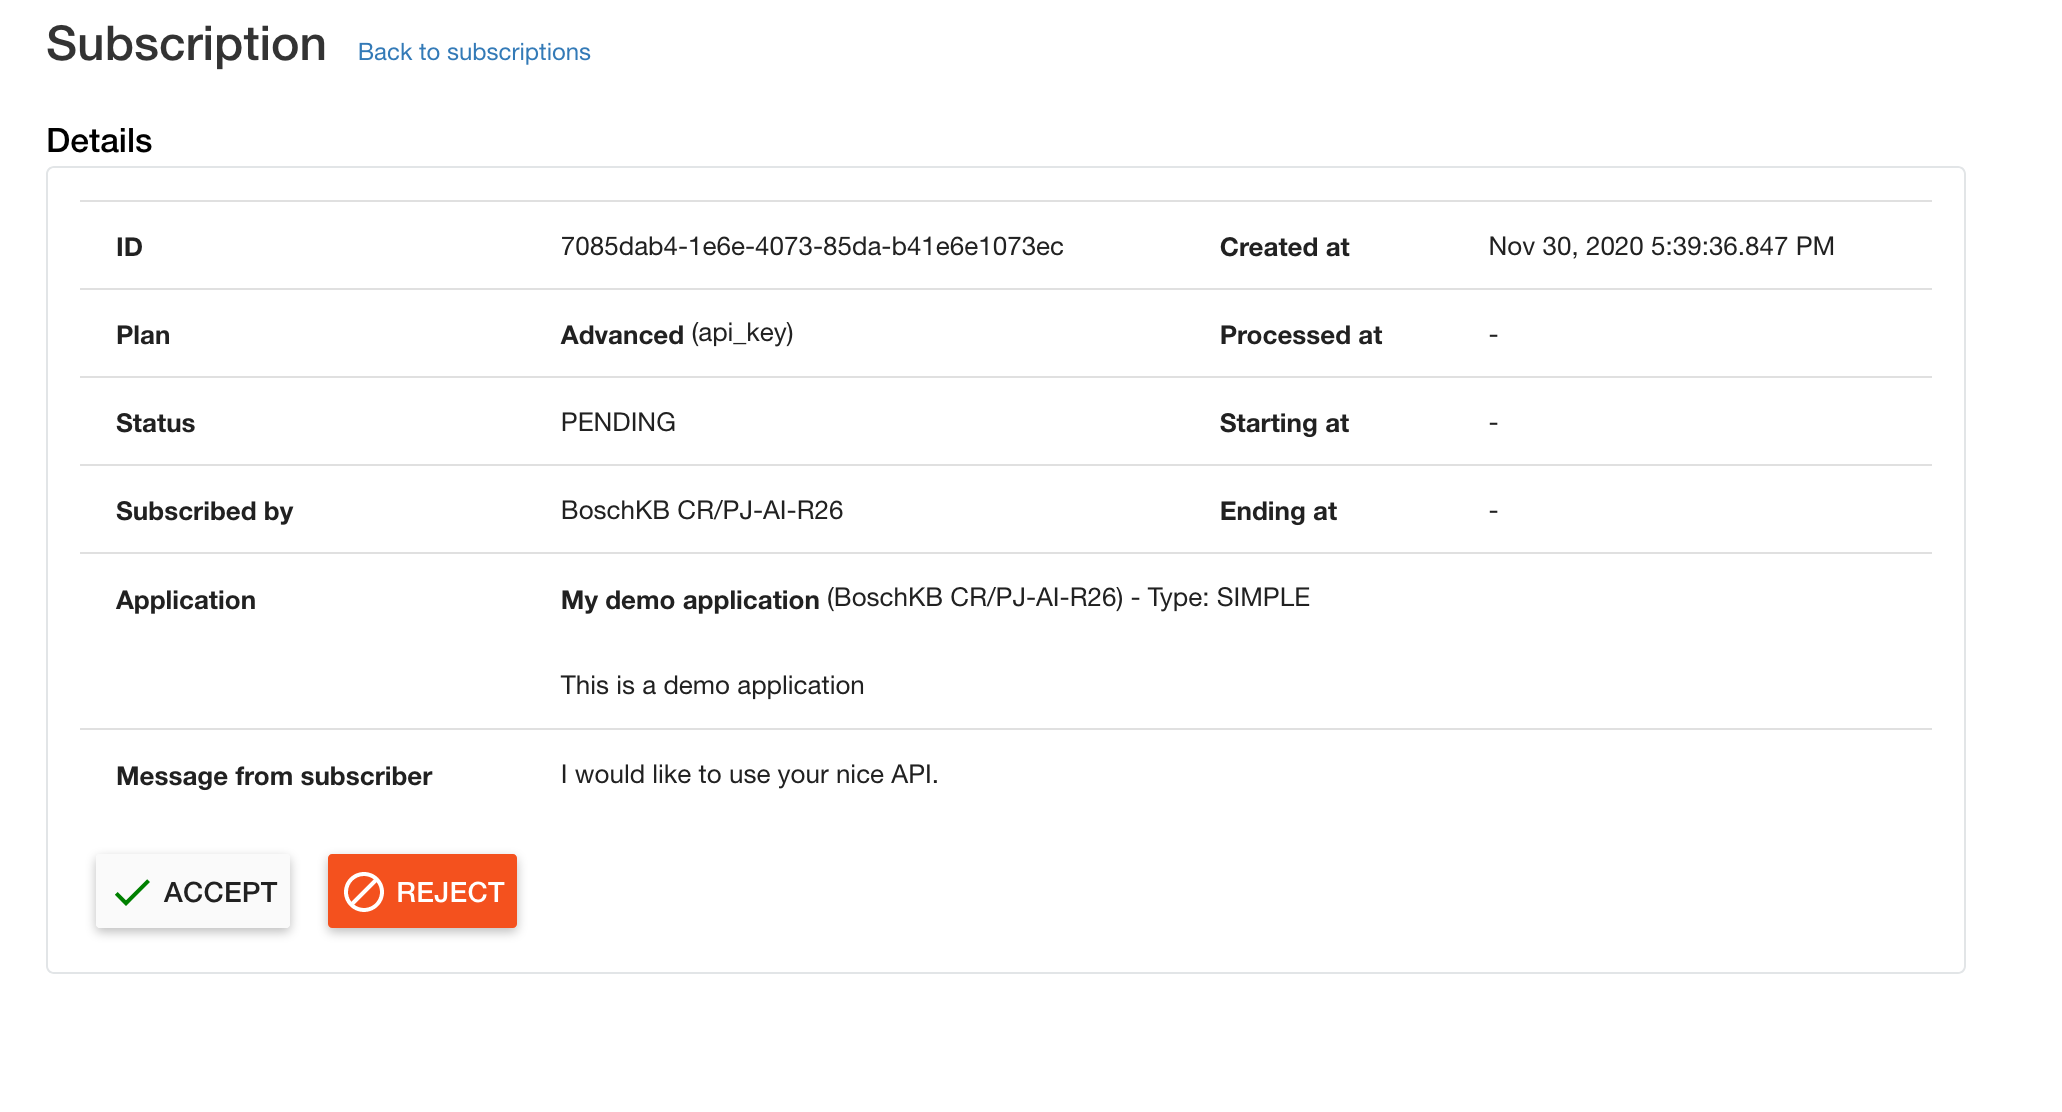 Subscription Back to subscriptions
Details
ID 7085dab4-1e6e-4073-85da-b41e6e1073ec Created at Nov 30, 2020 5:39:36.847 PM
Plan Advanced (api_key) Processed at -
Status PENDING Starting at -
Subscribed by BoschKB CR/PJ-AI-R26 Ending at -
Application My demo application (BoschKB CR/PJ-AI-R26) - Type: SIMPLE
This is a demo application
Message from subscriber I would like to use your nice API.
ACCEPT REJECT